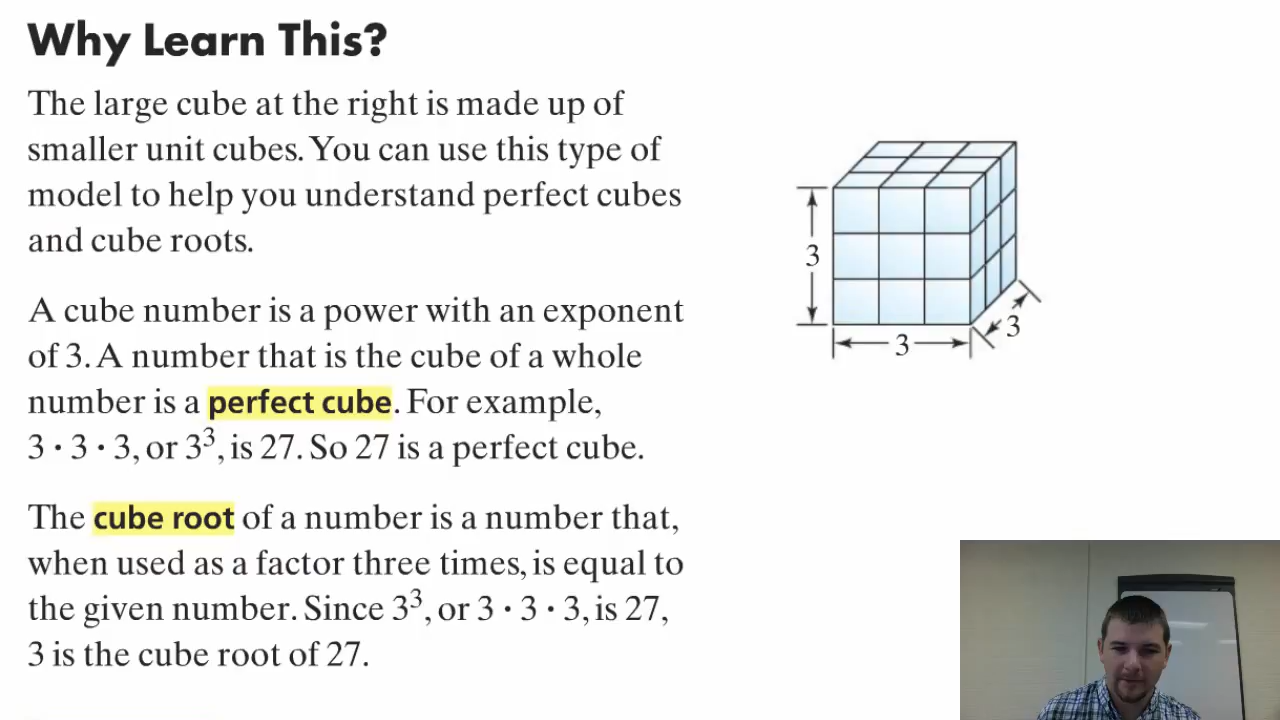 Why Learn This?
The large cube at the right is made up of
smaller unit cubes. You can use this type of
model to help you understand perfect cubes
and cube roots.
A cube number is a power with an exponent
of 3. A number that is the cube of a whole
number is a perfect cube. For example,
3 · 3 · 3, or 3³, is 27. So 27 is a perfect cube.
The cube root of a number is a number that,
when used as a factor three times, is equal to
the given number. Since 3³, or 3 · 3 · 3, is 27,
3 is the cube root of 27.
3
3
3